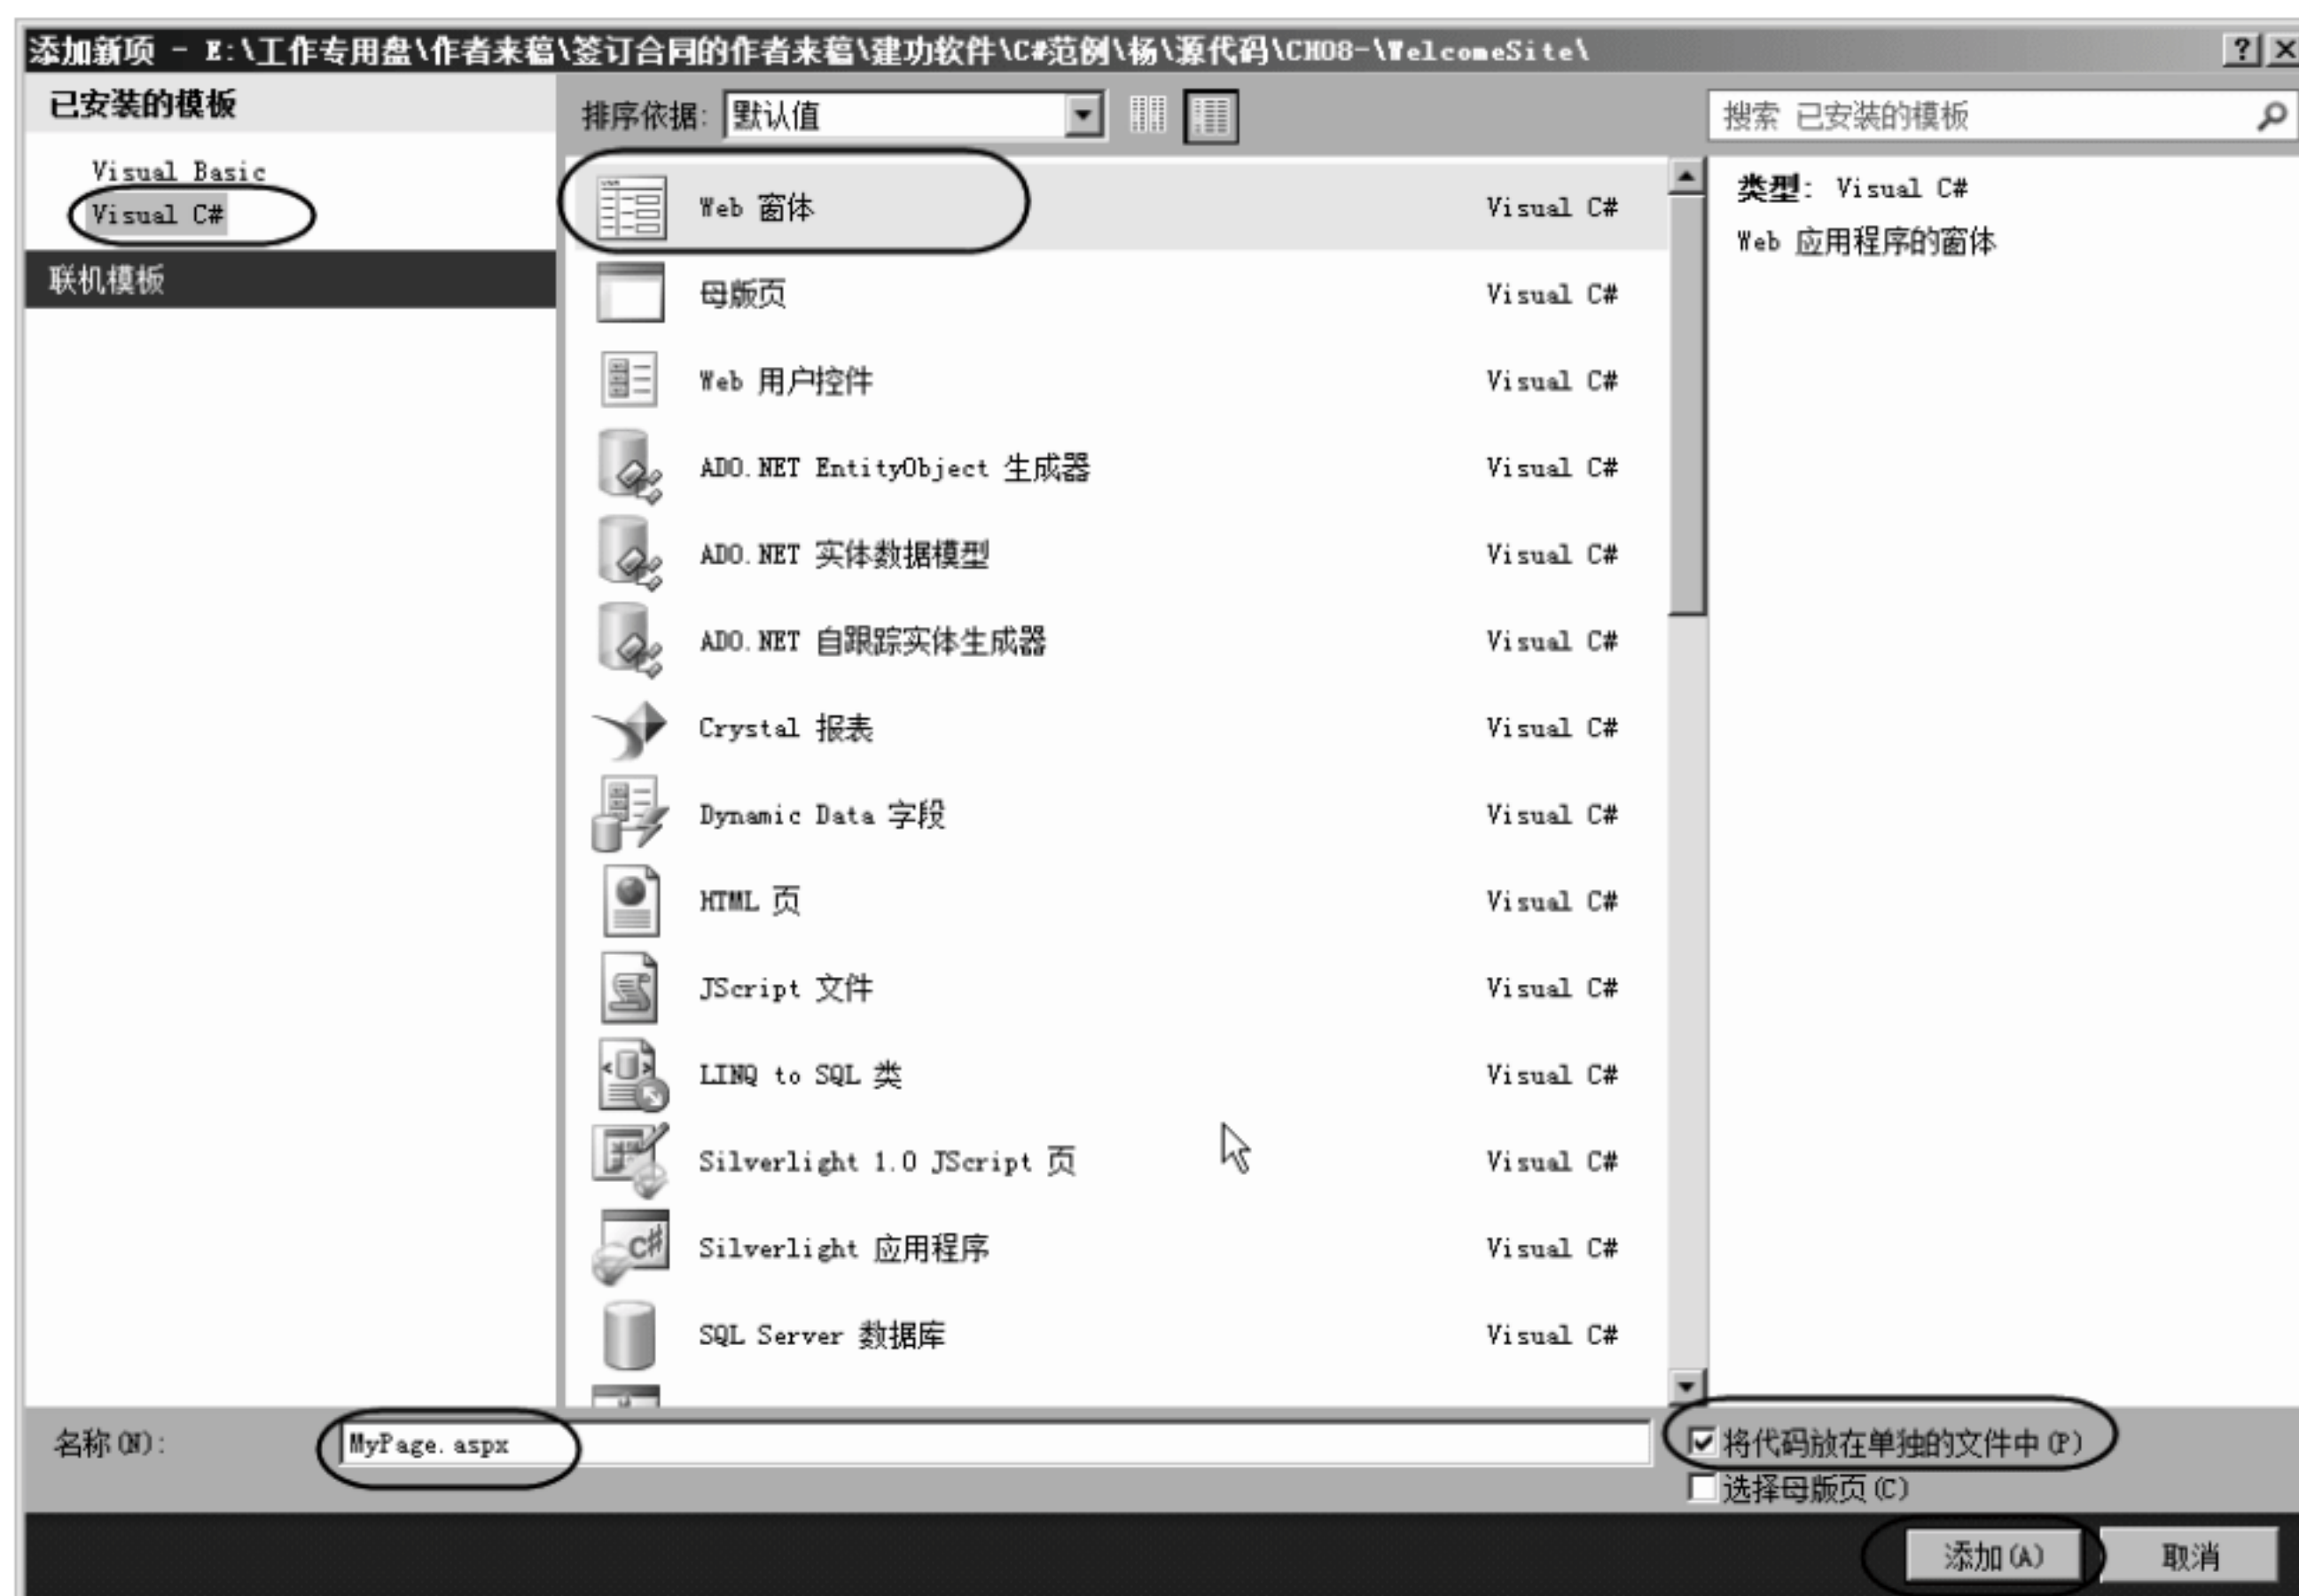 添加新项 - E:\工作专用盘\作者来稿\签订合同的作者来稿\建功软件\C#范例\杨\源代码\CH08-\WelcomeSite\
已安装的模板
排序依据: 默认值
搜索 已安装的模板
Visual Basic
Visual C#
联机模板
Web 窗体 Visual C#
母版页 Visual C#
Web 用户控件 Visual C#
ADO.NET EntityObject 生成器 Visual C#
ADO.NET 实体数据模型 Visual C#
ADO.NET 自跟踪实体生成器 Visual C#
Crystal 报表 Visual C#
Dynamic Data 字段 Visual C#
HTML 页 Visual C#
JScript 文件 Visual C#
LINQ to SQL 类 Visual C#
Silverlight 1.0 JScript 页 Visual C#
Silverlight 应用程序 Visual C#
SQL Server 数据库 Visual C#
类型: Visual C#
Web 应用程序的窗体
名称(N): MyPage.aspx
将代码放在单独的文件中(P)
选择母版页(C)
添加(A) 取消